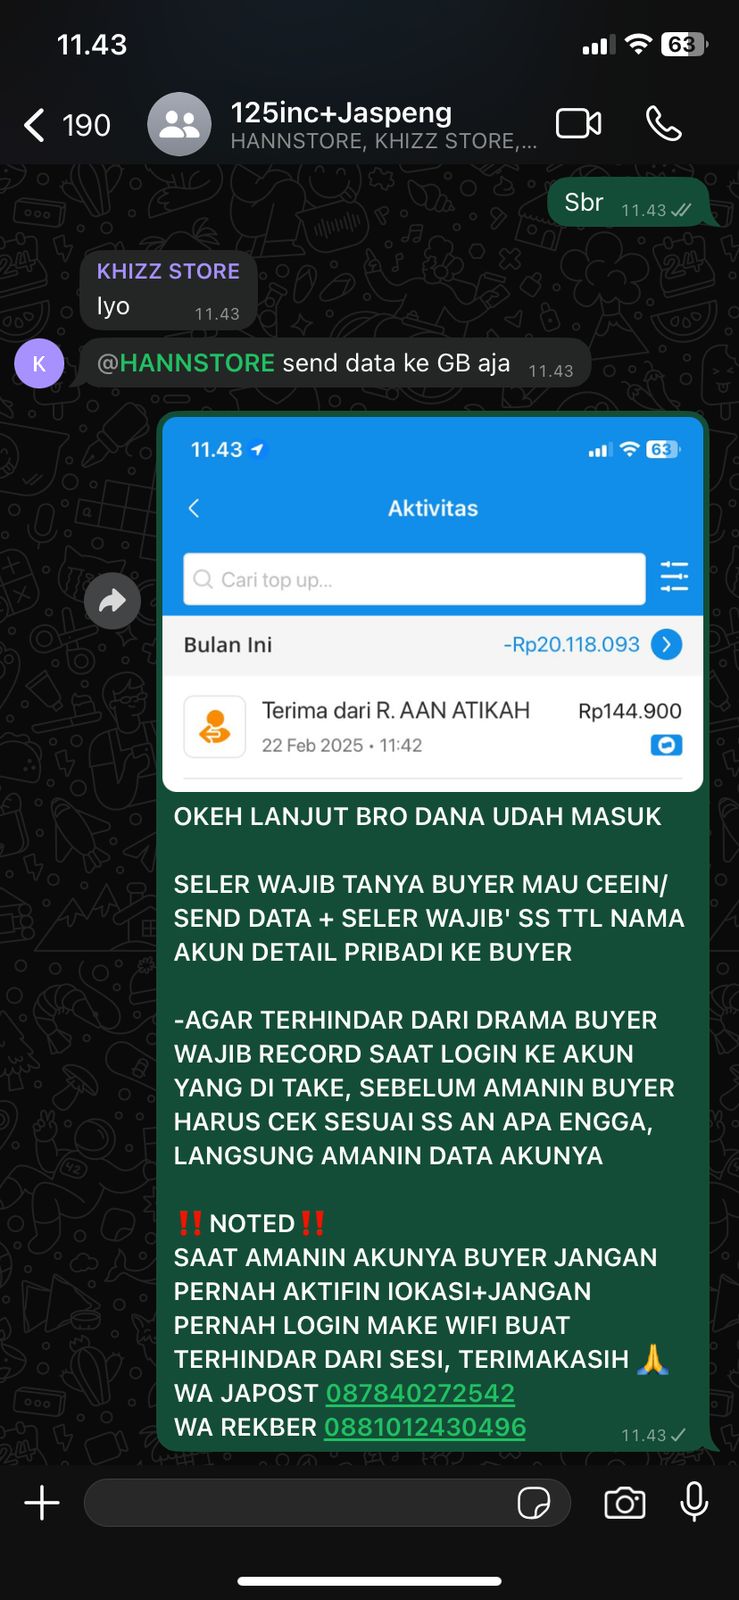 11.43
63
190
125inc+Jaspeng
HANNSTORE, KHIZZ STORE,...
Sbr 11.43
KHIZZ STORE
Iyo 11.43
K
@HANNSTORE send data ke GB aja 11.43
11.43
63
Aktivitas
Cari top up...
Bulan Ini -Rp20.118.093
Terima dari R. AAN ATIKAH Rp144.900
22 Feb 2025 • 11:42
OKEH LANJUT BRO DANA UDAH MASUK
SELER WAJIB TANYA BUYER MAU CEEIN/
SEND DATA + SELER WAJIB' SS TTL NAMA
AKUN DETAIL PRIBADI KE BUYER
-AGAR TERHINDAR DARI DRAMA BUYER
WAJIB RECORD SAAT LOGIN KE AKUN
YANG DI TAKE, SEBELUM AMANIN BUYER
HARUS CEK SESUAI SS AN APA ENGGA,
LANGSUNG AMANIN DATA AKUNYA
‼️NOTED‼️
SAAT AMANIN AKUNYA BUYER JANGAN
PERNAH AKTIFIN lOKASI+JANGAN
PERNAH LOGIN MAKE WIFI BUAT
TERHINDAR DARI SESI, TERIMAKASIH 🙏
WA JAPOST 087840272542
WA REKBER 0881012430496
11.43